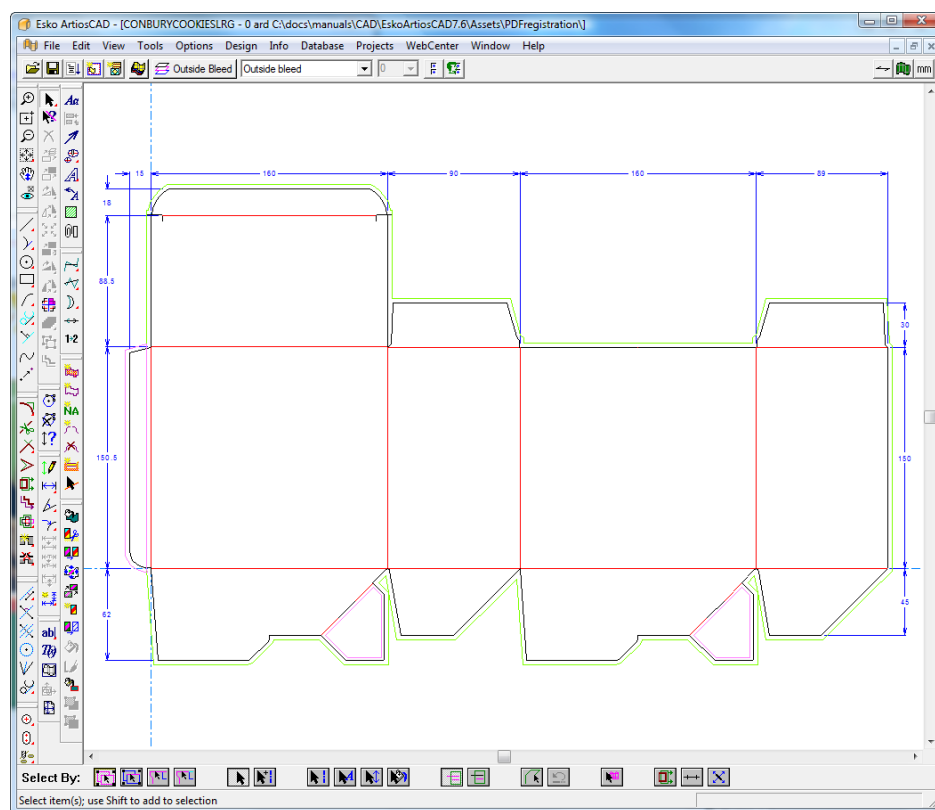 Esko ArtiosCAD - [CONBURYCOOKIESLRG - 0 ard C:\docs\manuals\CAD\EskoArtiosCAD7.6\Assets\PDFregistration\]
File Edit View Tools Options Design Info Database Projects WebCenter Window Help
Outside Bleed Outside bleed 0 mm
15 160 90 160 89
18
88.5
30
1+2
NA
150.5 150
62 45
ab
Select By:
Select item(s); use Shift to add to selection